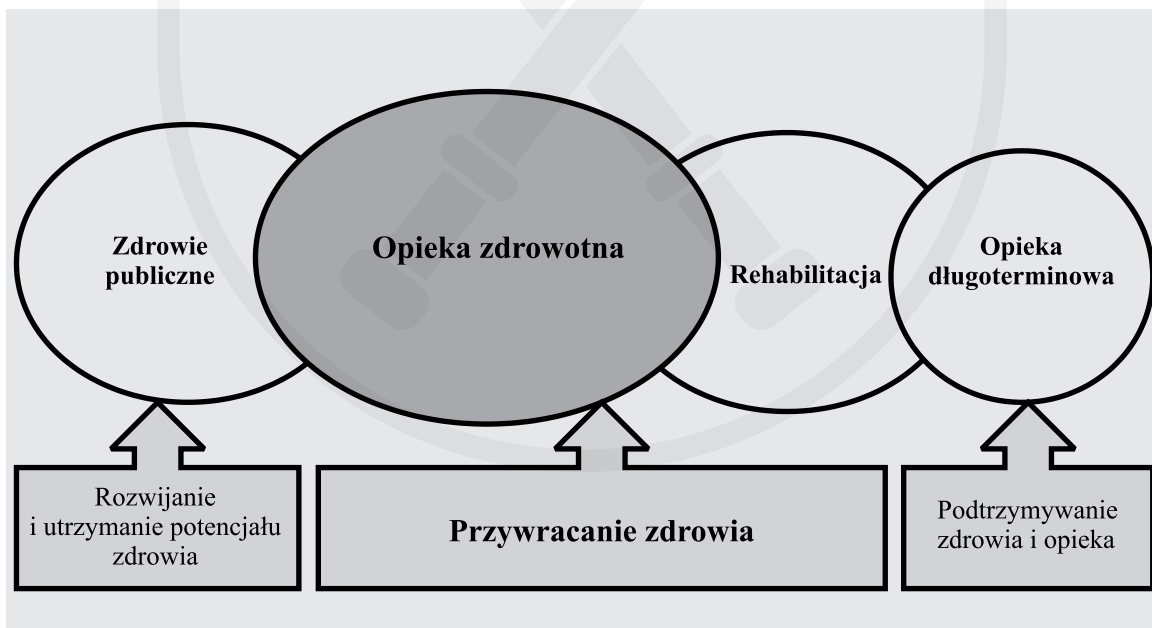 Zdrowie
publiczne
Opieka zdrowotna
Rehabilitacja
Opieka
długoterminowa
Rozwijanie
i utrzymanie potencjału
zdrowia
Przywracanie zdrowia
Podtrzymywanie
zdrowia i opieka